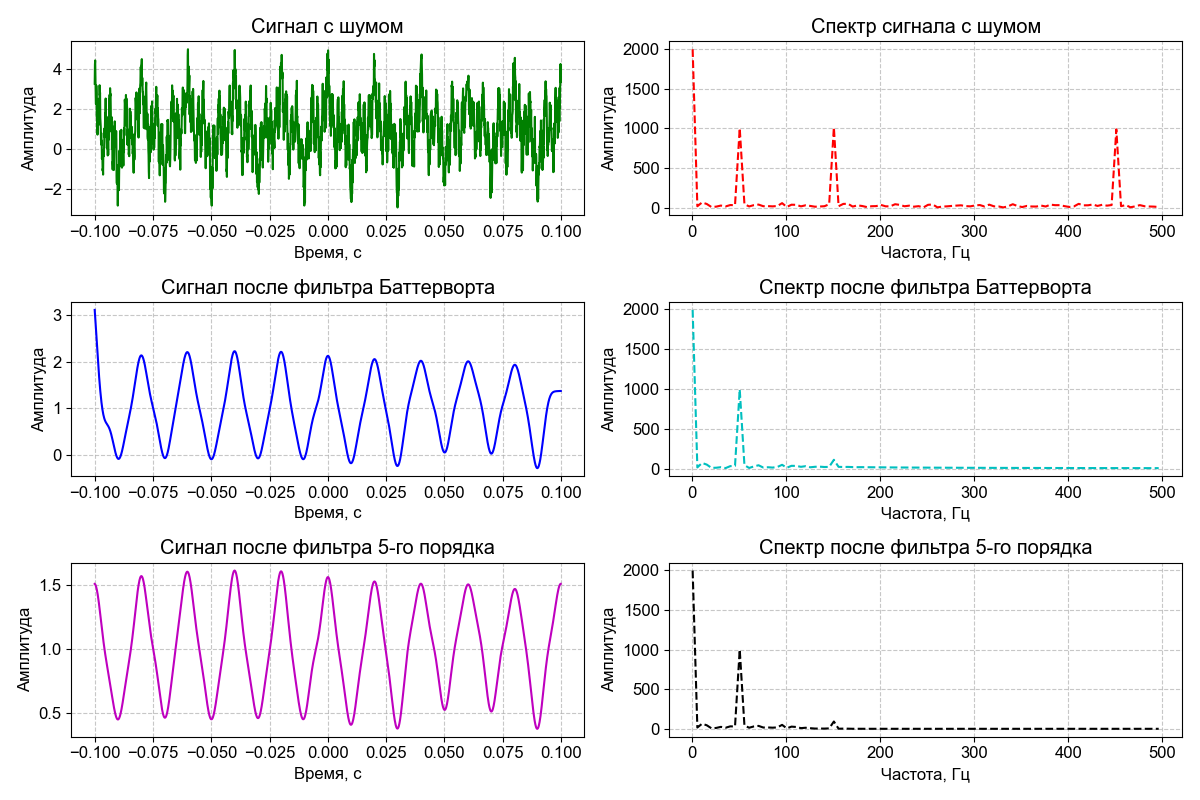 Сигнал с шумом
Амплитуда
4
2
0
−2
−0.100 −0.075 −0.050 −0.025 0.000 0.025 0.050 0.075 0.100
Время, с
Спектр сигнала с шумом
Амплитуда
2000
1500
1000
500
0
0 100 200 300 400 500
Частота, Гц
Сигнал после фильтра Баттерворта
Амплитуда
3
2
1
0
−0.100 −0.075 −0.050 −0.025 0.000 0.025 0.050 0.075 0.100
Время, с
Спектр после фильтра Баттерворта
Амплитуда
2000
1500
1000
500
0
0 100 200 300 400 500
Частота, Гц
Сигнал после фильтра 5-го порядка
Амплитуда
1.5
1.0
0.5
−0.100 −0.075 −0.050 −0.025 0.000 0.025 0.050 0.075 0.100
Время, с
Спектр после фильтра 5-го порядка
Амплитуда
2000
1500
1000
500
0
0 100 200 300 400 500
Частота, Гц